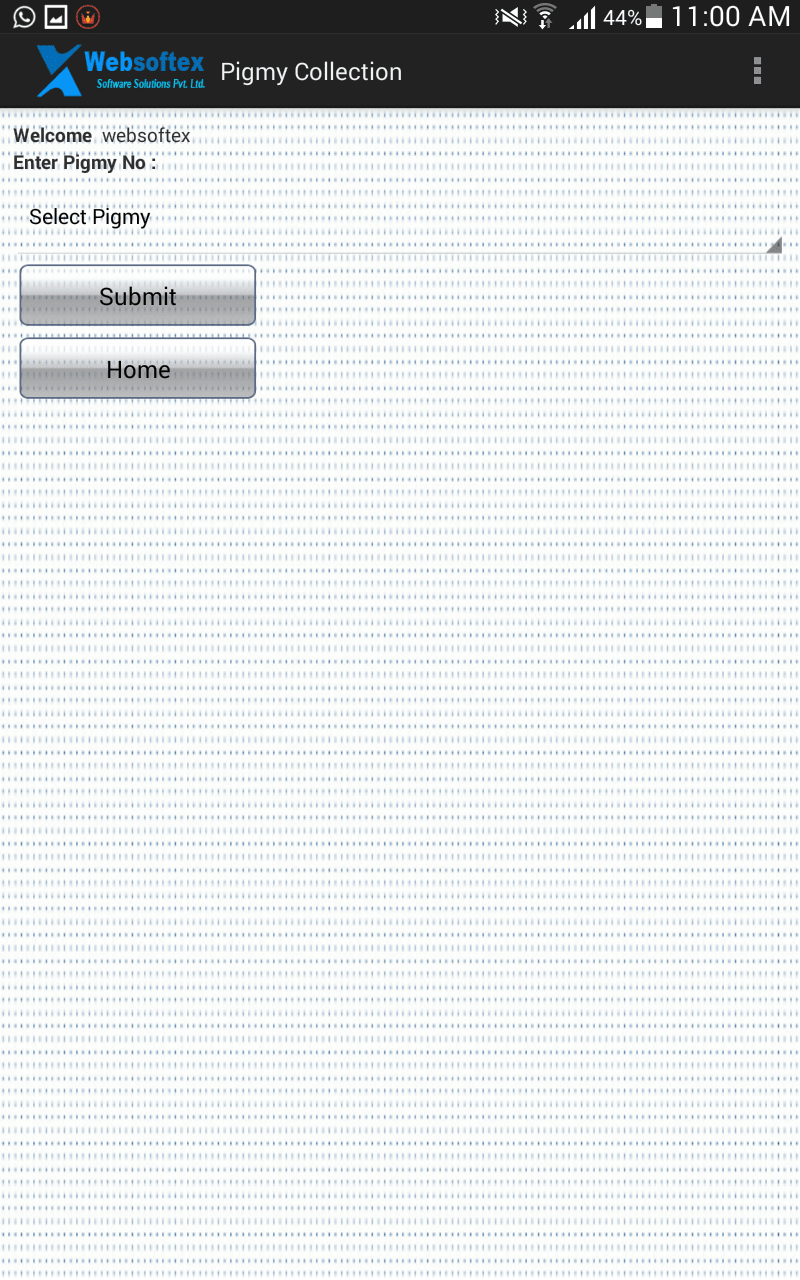 44% 11:00 AM
Websoftex
Software Solutions Pvt. Ltd.
Pigmy Collection
Welcome websoftex
Enter Pigmy No :
Select Pigmy
Submit
Home